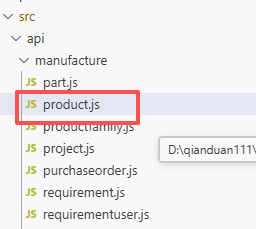 src
api
manufacture
JS part.js
JS product.js
JS productfamily.js
JS project.js
D:\qianduan111\
JS purchaseorder.js
JS requirement.js
JS requirementuser.js